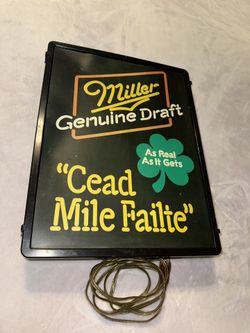 Miller
Genuine Draft
As Real
As It Gets
"Cead
Mile Failte"